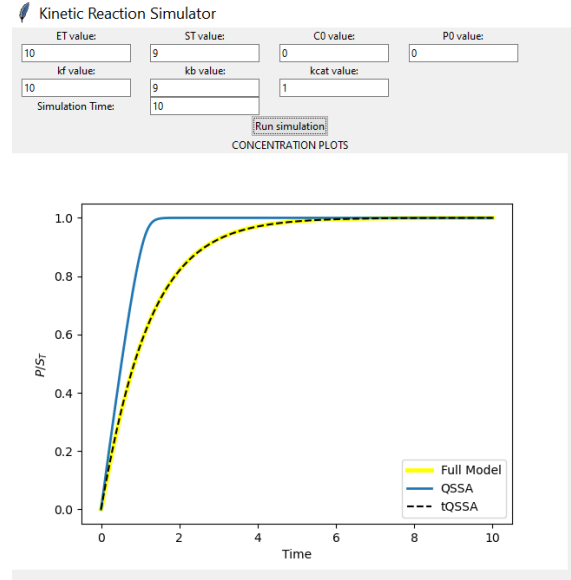 Kinetic Reaction Simulator
ET value: ST value: C0 value: P0 value:
10 9 0 0
kf value: kb value: kcat value:
10 9 1
Simulation Time: 10
Run simulation
CONCENTRATION PLOTS
1.0
0.8
0.6
0.4
0.2
0.0
P/S_T
0 2 4 6 8 10
Time
Full Model
QSSA
tQSSA